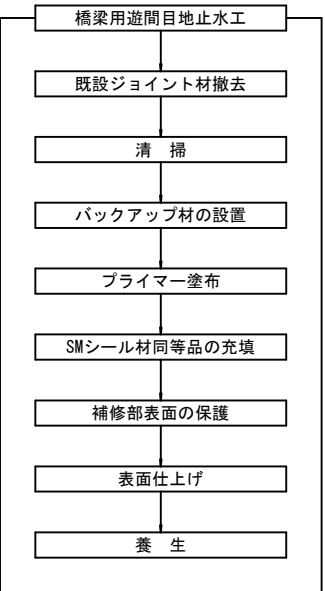 橋梁用遊間目地止水工
既設ジョイント材撤去
清　掃
バックアップ材の設置
プライマー塗布
SMシール材同等品の充填
補修部表面の保護
表面仕上げ
養　生